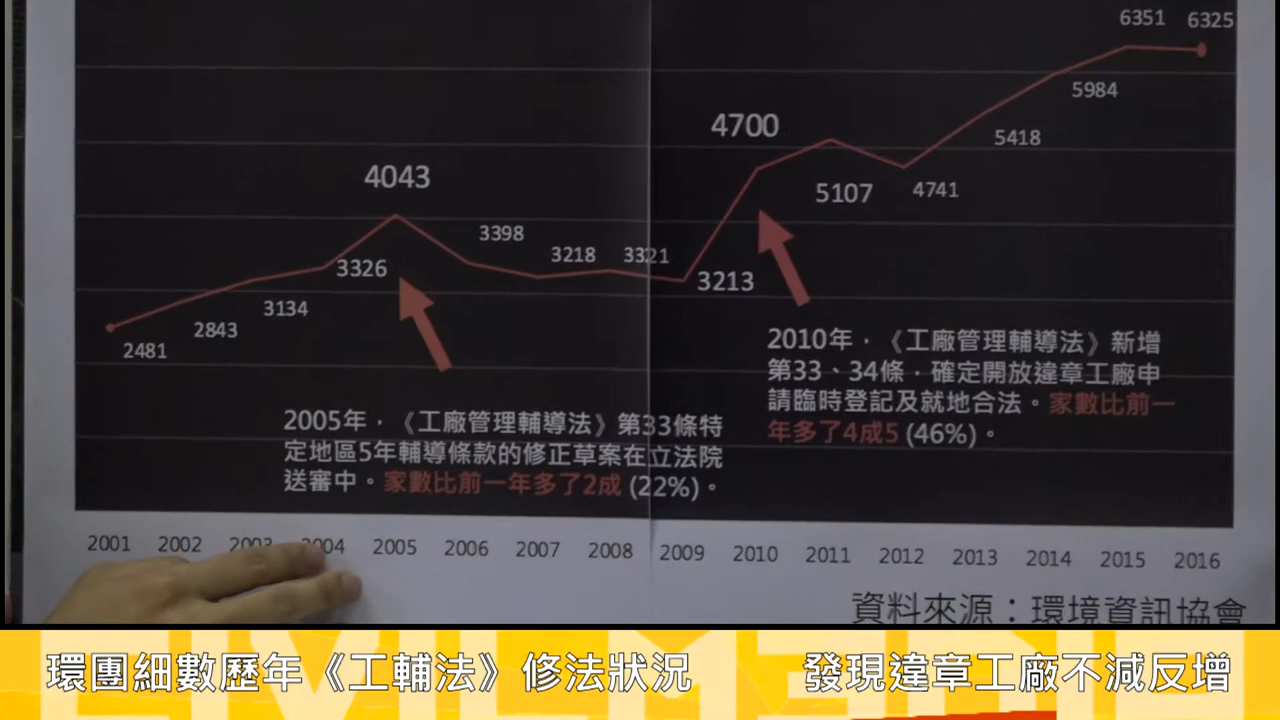 6351 6325
5984
5418
4700
5107 4741
4043
3398
3218 3321
3326
3213
3134
2843
2481
2010年，《工廠管理輔導法》新增
第33、34條，確定開放違章工廠申
請臨時登記及就地合法。家數比前一
年多了4成5 (46%)。
2005年，《工廠管理輔導法》第33條特
定地區5年輔導條款的修正草案在立法院
送審中。家數比前一年多了2成 (22%)。
2001 2002 2003 2004 2005 2006 2007 2008 2009 2010 2011 2012 2013 2014 2015 2016
資料來源：環境資訊協會
環團細數歷年《工輔法》修法狀況 發現違章工廠不減反增